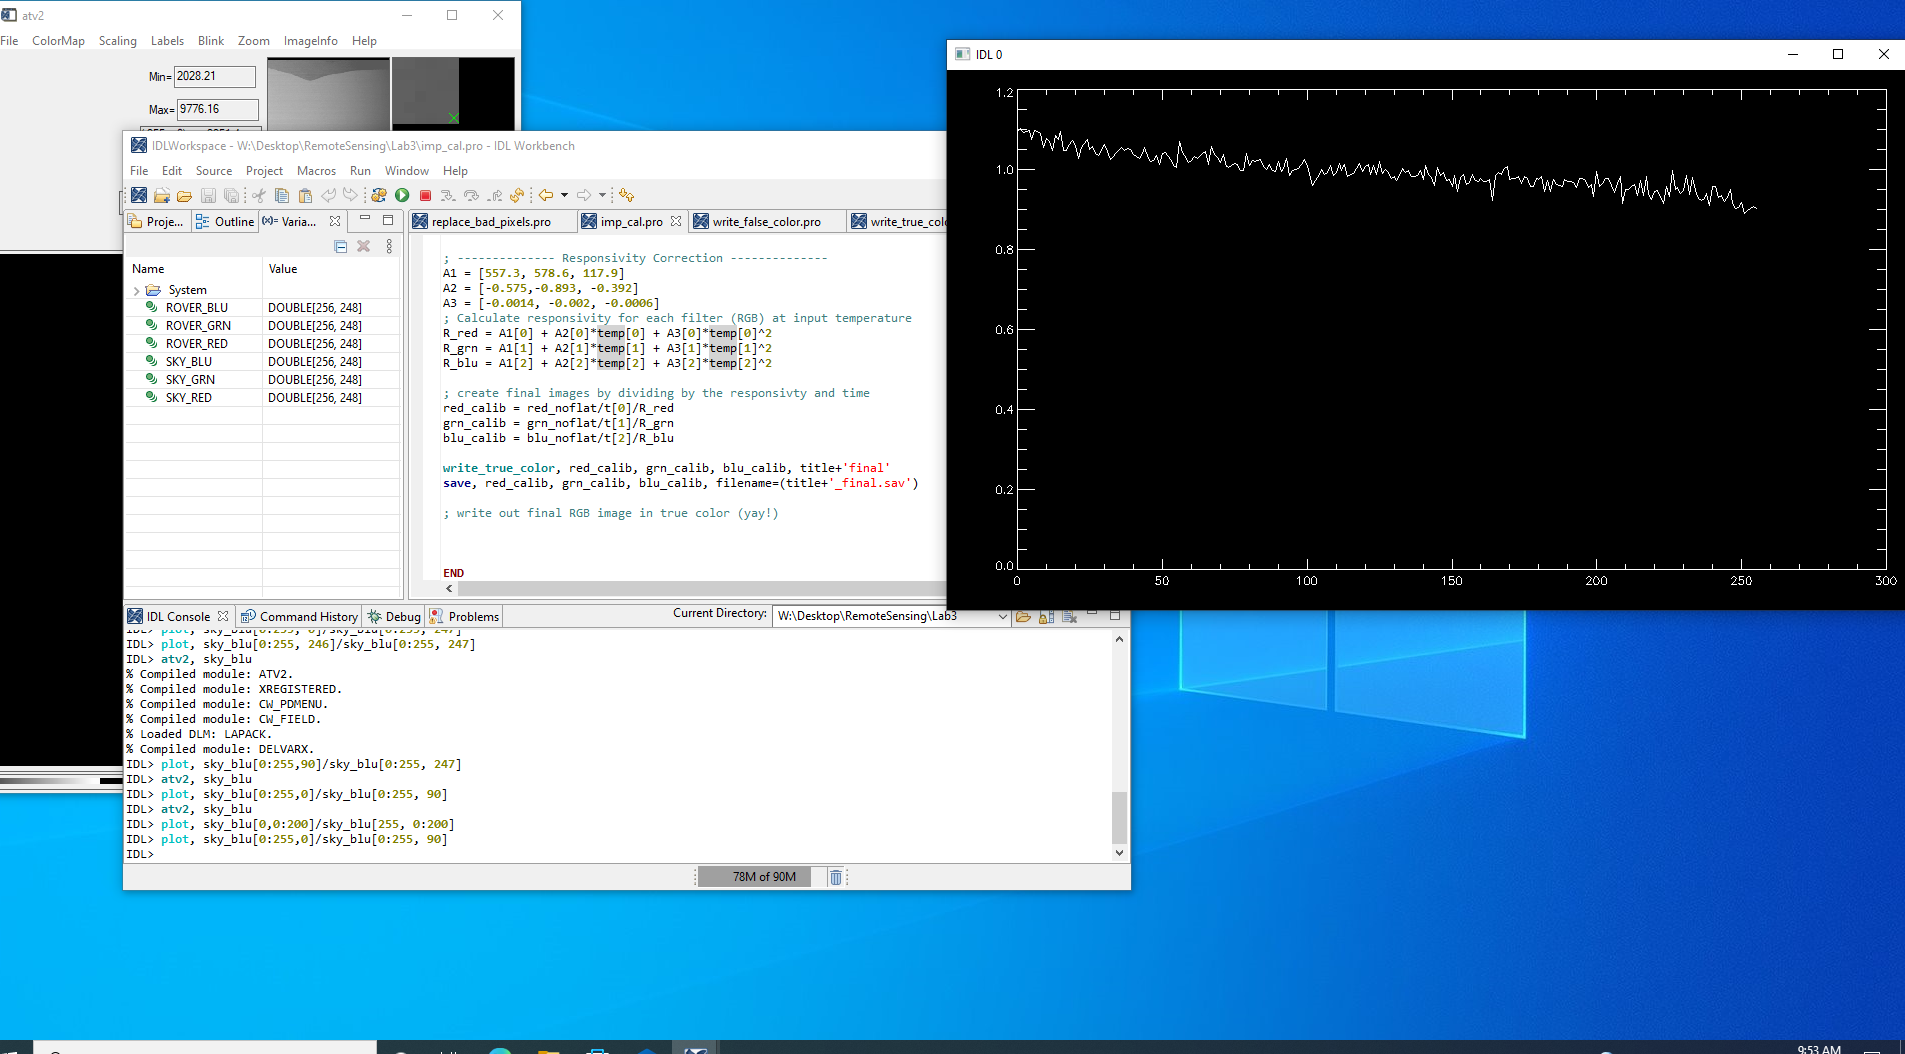 atv2
File ColorMap Scaling Labels Blink Zoom ImageInfo Help
Min= 2028.21
Max= 9776.16
IDLWorkspace - W:\Desktop\RemoteSensing\Lab3\imp_cal.pro - IDL Workbench
File Edit Source Project Macros Run Window Help
Proje... Outline (x)= Varia...
Name Value
System
ROVER_BLU DOUBLE[256, 248]
ROVER_GRN DOUBLE[256, 248]
ROVER_RED DOUBLE[256, 248]
SKY_BLU DOUBLE[256, 248]
SKY_GRN DOUBLE[256, 248]
SKY_RED DOUBLE[256, 248]
replace_bad_pixels.pro imp_cal.pro write_false_color.pro write_true_colo
; -------------- Responsivity Correction --------------
A1 = [557.3, 578.6, 117.9]
A2 = [-0.575,-0.893, -0.392]
A3 = [-0.0014, -0.002, -0.0006]
; Calculate responsivity for each filter (RGB) at input temperature
R_red = A1[0] + A2[0]*temp[0] + A3[0]*temp[0]^2
R_grn = A1[1] + A2[1]*temp[1] + A3[1]*temp[1]^2
R_blu = A1[2] + A2[2]*temp[2] + A3[2]*temp[2]^2
; create final images by dividing by the responsivty and time
red_calib = red_noflat/t[0]/R_red
grn_calib = grn_noflat/t[1]/R_grn
blu_calib = blu_noflat/t[2]/R_blu
write_true_color, red_calib, grn_calib, blu_calib, title+'final'
save, red_calib, grn_calib, blu_calib, filename=(title+'_final.sav')
; write out final RGB image in true color (yay!)
END
IDL Console Command History Debug Problems Current Directory: W:\Desktop\RemoteSensing\Lab3
IDL> plot, sky_blu[0:255, 0]/sky_blu[0:255, 247]
IDL> plot, sky_blu[0:255, 246]/sky_blu[0:255, 247]
IDL> atv2, sky_blu
% Compiled module: ATV2.
% Compiled module: XREGISTERED.
% Compiled module: CW_PDMENU.
% Compiled module: CW_FIELD.
% Loaded DLM: LAPACK.
% Compiled module: DELVARX.
IDL> plot, sky_blu[0:255,90]/sky_blu[0:255, 247]
IDL> atv2, sky_blu
IDL> plot, sky_blu[0:255,0]/sky_blu[0:255, 90]
IDL> atv2, sky_blu
IDL> plot, sky_blu[0,0:200]/sky_blu[255, 0:200]
IDL> plot, sky_blu[0:255,0]/sky_blu[0:255, 90]
IDL>
78M of 90M
IDL 0
1.2
1.0
0.8
0.6
0.4
0.2
0.0
0 50 100 150 200 250 300
9:53 AM